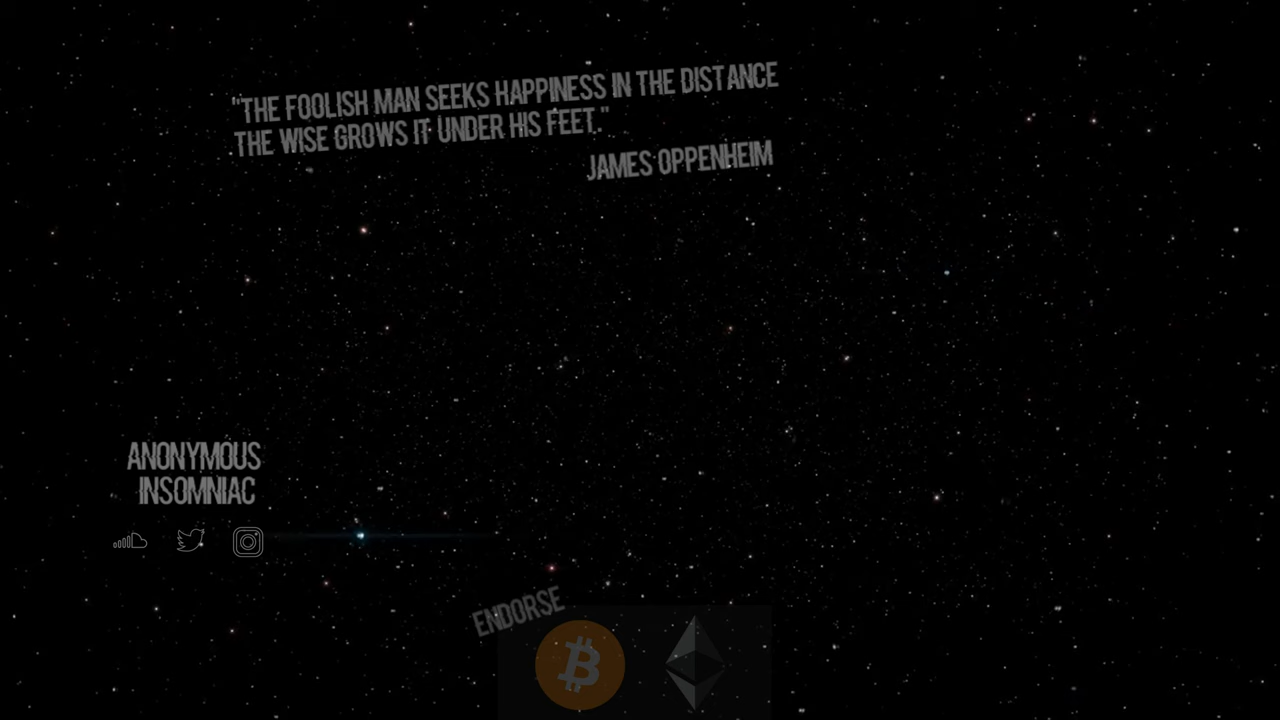 "THE FOOLISH MAN SEEKS HAPPINESS IN THE DISTANCE
THE WISE GROWS IT UNDER HIS FEET."
JAMES OPPENHEIM
ANONYMOUS
INSOMNIAC
ENDORSE